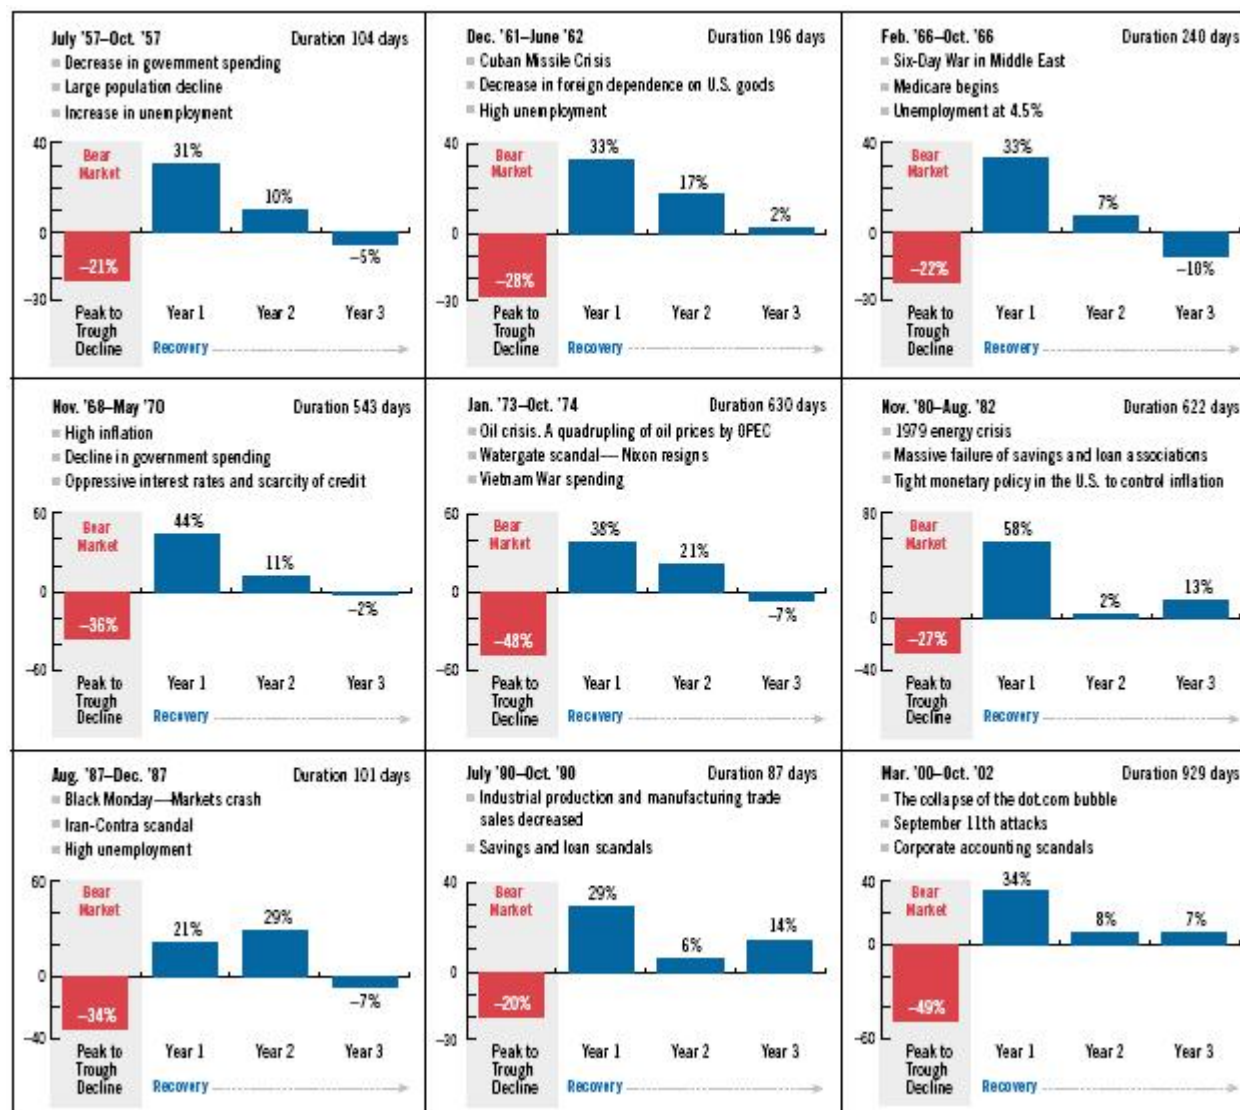 July '57–Oct. '57 Duration 104 days
Decrease in government spending
Large population decline
Increase in unemployment
40
Bear
Market
31%
10%
0
–21%
–5%
–30
Peak to
Trough
Decline
Year 1 Year 2 Year 3
Recovery
Dec. '61–June '62 Duration 196 days
Cuban Missile Crisis
Decrease in foreign dependence on U.S. goods
High unemployment
40
Bear
Market
33%
17%
2%
0
–28%
–30
Peak to
Trough
Decline
Year 1 Year 2 Year 3
Recovery
Feb. '66–Oct. '66 Duration 240 days
Six-Day War in Middle East
Medicare begins
Unemployment at 4.5%
40
Bear
Market
33%
7%
0
–22%
–10%
–30
Peak to
Trough
Decline
Year 1 Year 2 Year 3
Recovery
Nov. '68–May '70 Duration 543 days
High inflation
Decline in government spending
Oppressive interest rates and scarcity of credit
60
Bear
Market
44%
11%
0
–36%
–2%
–60
Peak to
Trough
Decline
Year 1 Year 2 Year 3
Recovery
Jan. '73–Oct. '74 Duration 630 days
Oil crisis. A quadrupling of oil prices by OPEC
Watergate scandal— Nixon resigns
Vietnam War spending
60
Bear
Market
38%
21%
0
–48%
–7%
–60
Peak to
Trough
Decline
Year 1 Year 2 Year 3
Recovery
Nov. '80–Aug. '82 Duration 622 days
1979 energy crisis
Massive failure of savings and loan associations
Tight monetary policy in the U.S. to control inflation
80
Bear
Market
58%
2%
13%
0
–27%
–40
Peak to
Trough
Decline
Year 1 Year 2 Year 3
Recovery
Aug. '87–Dec. '87 Duration 101 days
Black Monday—Markets crash
Iran-Contra scandal
High unemployment
60
Bear
Market
21%
29%
0
–34%
–7%
–40
Peak to
Trough
Decline
Year 1 Year 2 Year 3
Recovery
July '90–Oct. '90 Duration 87 days
Industrial production and manufacturing trade
sales decreased
Savings and loan scandals
40
Bear
Market
29%
6%
14%
0
–20%
–30
Peak to
Trough
Decline
Year 1 Year 2 Year 3
Recovery
Mar. '00–Oct. '02 Duration 929 days
The collapse of the dot.com bubble
September 11th attacks
Corporate accounting scandals
40
Bear
Market
34%
8%
7%
0
–49%
–60
Peak to
Trough
Decline
Year 1 Year 2 Year 3
Recovery